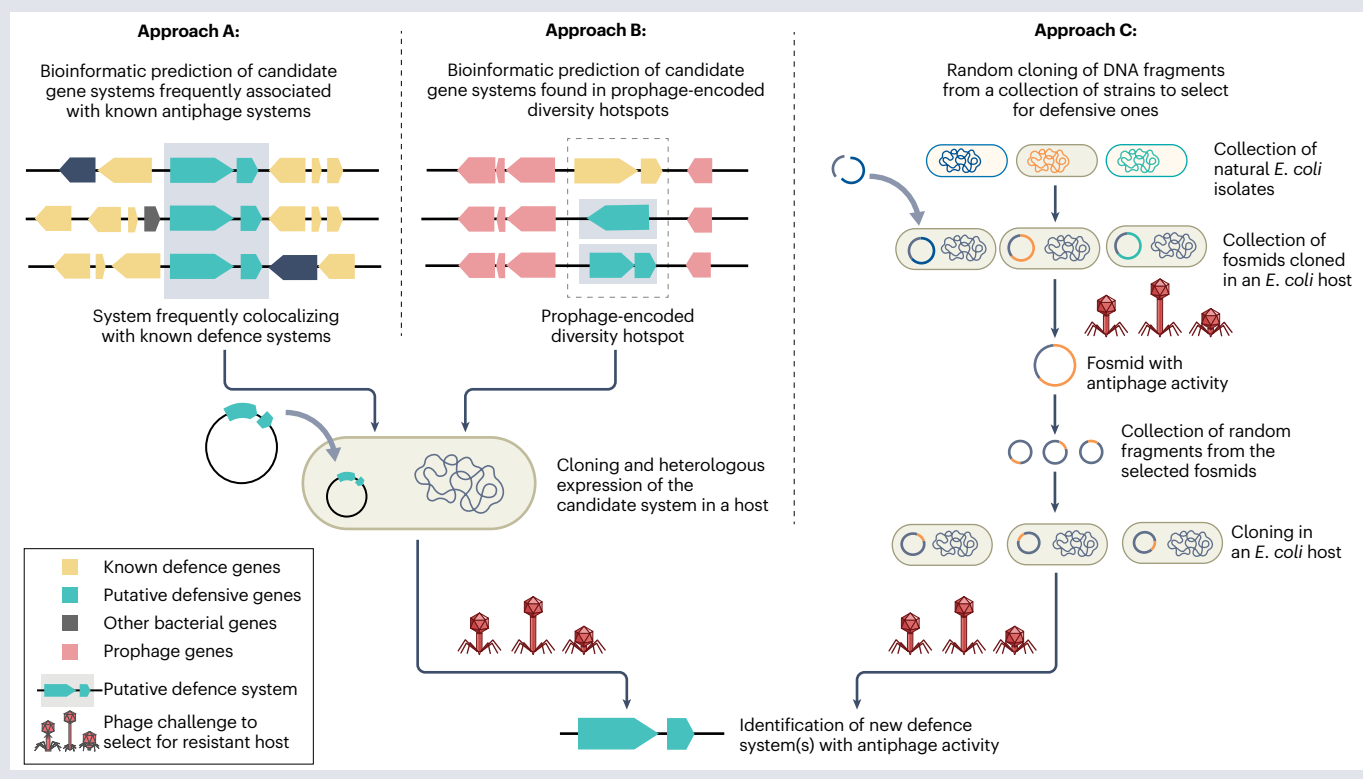 Approach A:
Bioinformatic prediction of candidate
gene systems frequently associated
with known antiphage systems
System frequently colocalizing
with known defence systems
Approach B:
Bioinformatic prediction of candidate
gene systems found in prophage-encoded
diversity hotspots
Prophage-encoded
diversity hotspot
Cloning and heterologous
expression of the
candidate system in a host
Approach C:
Random cloning of DNA fragments
from a collection of strains to select
for defensive ones
Collection of
natural E. coli
isolates
Collection of
fosmids cloned
in an E. coli host
Fosmid with
antiphage activity
Collection of random
fragments from the
selected fosmids
Cloning in
an E. coli host
Known defence genes
Putative defensive genes
Other bacterial genes
Prophage genes
Putative defence system
Phage challenge to
select for resistant host
Identification of new defence
system(s) with antiphage activity